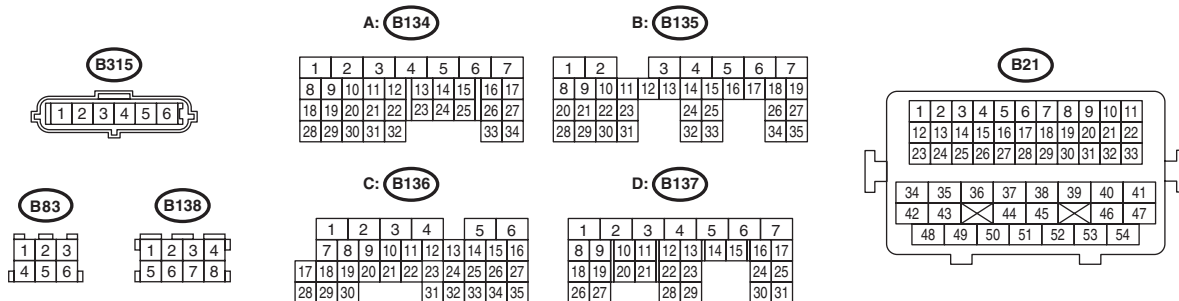 A: B134
B: B135
B315
B21
1 2 3 4 5 6 7
8 9 10 11 12 13 14 15 16 17
18 19 20 21 22 23 24 25 26 27
28 29 30 31 32 33 34
1 2 3 4 5 6 7
8 9 10 11 12 13 14 15 16 17 18 19
20 21 22 23 24 25 26 27
28 29 30 31 32 33 34 35
1 2 3 4 5 6
1 2 3 4 5 6 7 8 9 10 11
12 13 14 15 16 17 18 19 20 21 22
23 24 25 26 27 28 29 30 31 32 33
34 35 36 37 38 39 40 41
42 43 44 45 46 47
48 49 50 51 52 53 54
C: B136
D: B137
B83
B138
1 2 3
4 5 6
1 2 3 4
5 6 7 8
1 2 3 4 5 6
7 8 9 10 11 12 13 14 15 16
17 18 19 20 21 22 23 24 25 26 27
28 29 30 31 32 33 34 35
1 2 3 4 5 6 7
8 9 10 11 12 13 14 15 16 17
18 19 20 21 22 23 24 25
26 27 28 29 30 31